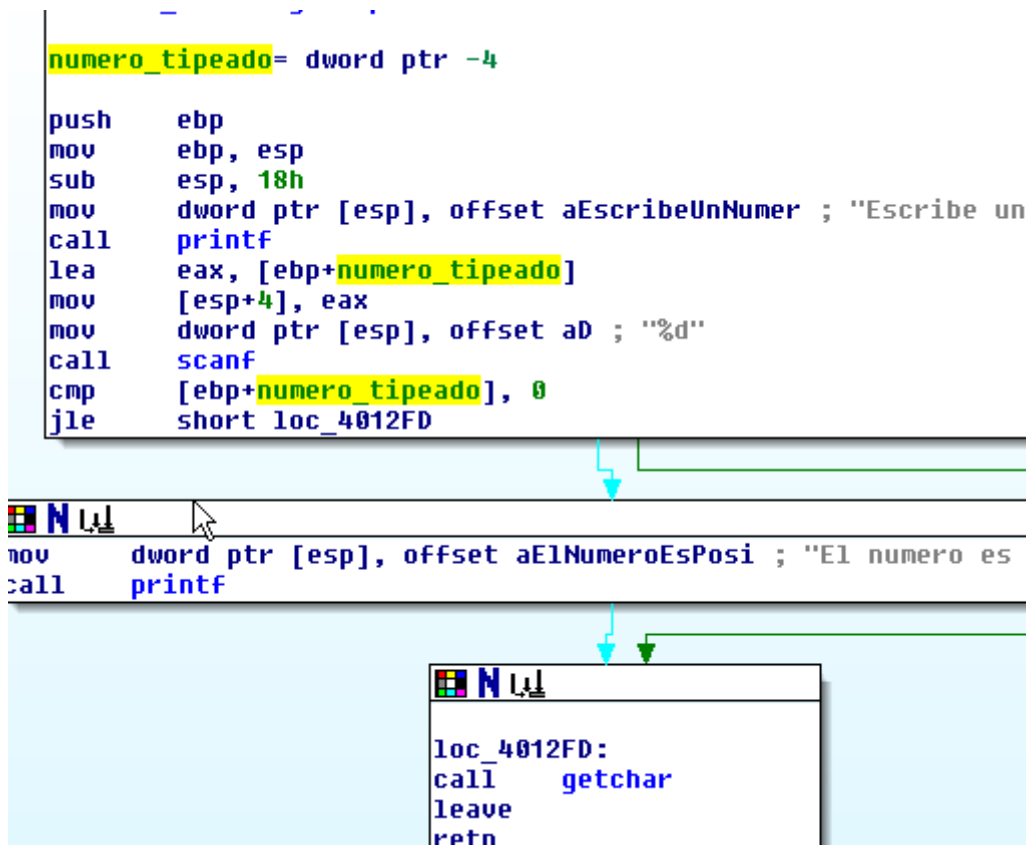 numero_tipeado= dword ptr -4
push ebp
mov ebp, esp
sub esp, 18h
mov dword ptr [esp], offset aEscribeUnNumer ; "Escribe un
call printf
lea eax, [ebp+numero_tipeado]
mov [esp+4], eax
mov dword ptr [esp], offset aD ; "%d"
call scanf
cmp [ebp+numero_tipeado], 0
jle short loc_4012FD
N
mov dword ptr [esp], offset aElNumeroEsPosi ; "El numero es
call printf
N
loc_4012FD:
call getchar
leave
retn